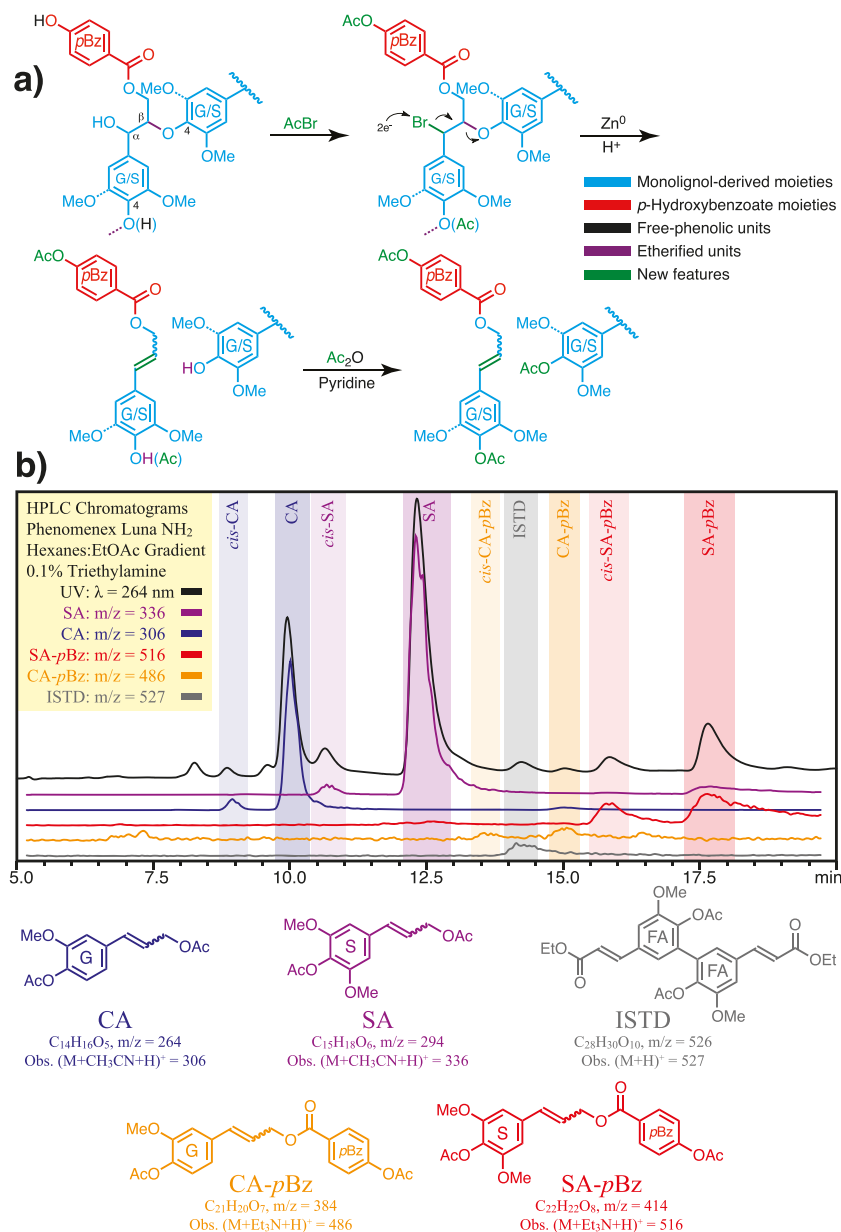 a)
HO
pBz
O
O
MeO
G/S
HO
β
α
O
4
OMe
G/S
MeO
OMe
4
O(H)
AcBr
AcO
pBz
O
O
MeO
G/S
2e-
Br
O
OMe
G/S
MeO
OMe
O(Ac)
Zn⁰
H⁺
Monolignol-derived moieties
p-Hydroxybenzoate moieties
Free-phenolic units
Etherified units
New features
AcO
pBz
O
O
MeO
G/S
HO
OMe
MeO
G/S
OMe
OH(Ac)
Ac₂O
Pyridine
AcO
pBz
O
O
MeO
G/S
AcO
OMe
MeO
G/S
OMe
OAc
b)
HPLC Chromatograms
Phenomenex Luna NH₂
Hexanes:EtOAc Gradient
0.1% Triethylamine
UV: λ = 264 nm
SA: m/z = 336
CA: m/z = 306
SA-pBz: m/z = 516
CA-pBz: m/z = 486
ISTD: m/z = 527
cis-CA
CA
cis-SA
SA
cis-CA-pBz
ISTD
CA-pBz
cis-SA-pBz
SA-pBz
5.0 7.5 10.0 12.5 15.0 17.5 min
MeO
G
AcO
OAc
CA
C₁₄H₁₆O₅, m/z = 264
Obs. (M+CH₃CN+H)⁺ = 306
MeO
S
AcO
OMe
OAc
SA
C₁₅H₁₈O₆, m/z = 294
Obs. (M+CH₃CN+H)⁺ = 336
OMe
OAc
EtO
FA
O
O
OEt
FA
AcO
OMe
ISTD
C₂₈H₃₀O₁₀, m/z = 526
Obs. (M+H)⁺ = 527
MeO
G
AcO
O
O
pBz
OAc
CA-pBz
C₂₁H₂₀O₇, m/z = 384
Obs. (M+Et₃N+H)⁺ = 486
MeO
S
AcO
OMe
O
O
pBz
OAc
SA-pBz
C₂₂H₂₂O₈, m/z = 414
Obs. (M+Et₃N+H)⁺ = 516